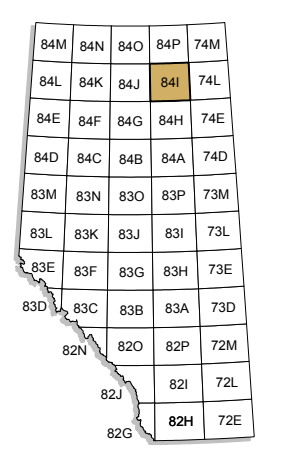 84M 84N 84O 84P 74M
84L 84K 84J 84I 74L
84E 84F 84G 84H 74E
84D 84C 84B 84A 74D
83M 83N 83O 83P 73M
83L 83K 83J 83I 73L
83E 83F 83G 83H 73E
83D 83C 83B 83A 73D
82N 82O 82P 72M
82J 82I 72L
82G 82H 72E